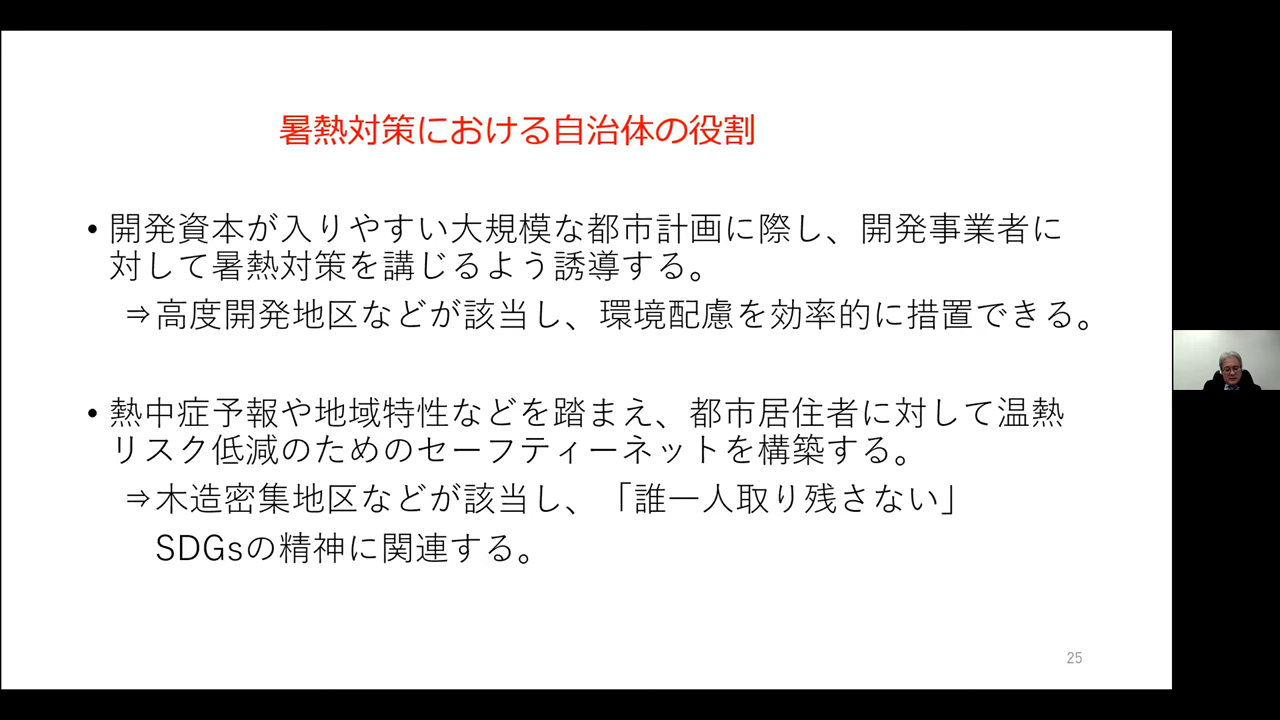 暑熱対策における自治体の役割
• 開発資本が入りやすい大規模な都市計画に際し、開発事業者に
対して暑熱対策を講じるよう誘導する。
⇒高度開発地区などが該当し、環境配慮を効率的に措置できる。
• 熱中症予報や地域特性などを踏まえ、都市居住者に対して温熱
リスク低減のためのセーフティーネットを構築する。
⇒木造密集地区などが該当し、「誰一人取り残さない」
SDGsの精神に関連する。
25